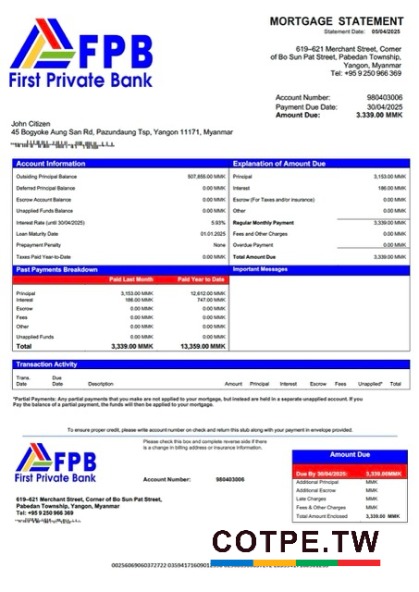 FPB
First Private Bank
MORTGAGE STATEMENT
Statement Date: 05/04/2025
619–621 Merchant Street, Corner
of Bo Sun Pat Street, Pabedan Township,
Yangon, Myanmar
Tel: +95 9 250 966 369
Account Number: 980403006
Payment Due Date: 30/04/2025
Amount Due: 3.339.00 MMK
John Citizen
45 Bogyoke Aung San Rd, Pazundaung Tsp, Yangon 11171, Myanmar
Account Information
Outstanding Principal Balance
Deferred Principal Balance 0.00 MMK
Escrow Account Balance 0.00 MMK
Unapplied Funds Balance 0.00 MMK
Interest Rate (until 30/04/2025) 5.93%
Loan Maturity Date 01.01.2025
Prepayment Penalty None
Taxes Paid Year-to-Date 0.00 MMK
Explanation of Amount Due
Principal 3,153.00 MMK
Interest 186.00 MMK
Escrow (For Taxes and/or insurance) 0.00 MMK
Other 0.00 MMK
Regular Monthly Payment 3,339.00 MMK
Fees and Other Charges 0.00 MMK
Overdue Payment 0.00 MMK
Total Amount Due 3,339.00 MMK
Past Payments Breakdown
Paid Last Month Paid Year to Date
Principal 3,153.00 MMK 12,612.00 MMK
Interest 186.00 MMK 747.00 MMK
Escrow 0.00 MMK 0.00 MMK
Fees 0.00 MMK 0.00 MMK
Other 0.00 MMK 0.00 MMK
Unapplied Funds 0.00 MMK 0.00 MMK
Total 3,339.00 MMK 13,359.00 MMK
Important Messages
Transaction Activity
Trans. Date Due Date Description Amount Principal Interest Escrow Fees Unapplied* Total
*Partial Payments: Any partial payments that you make are not applied to your mortgage, but instead are held in a separate unapplied account. If you
Pay the balance of a partial payment, the funds will then be applied to your mortgage.
To ensure proper credit, please write account number on check and return this stub along with your payment in envelope provided.
FPB
First Private Bank
Please check this box and complete reverse side if there
is a change in billing address or insurance information.
Account Number: 980403006
619–621 Merchant Street, Corner of Bo Sun Pat Street,
Pabedan Township, Yangon, Myanmar
Tel: +95 9 250 966 369
Amount Due
Due By 30/04/2025: 3,339.00MMK
Additional Principal MMK
Additional Escrow MMK
Late Charges MMK
Fees & Other Charges MMK
Total Amount Enclosed 3,339.00 MMK
COTPE.TW